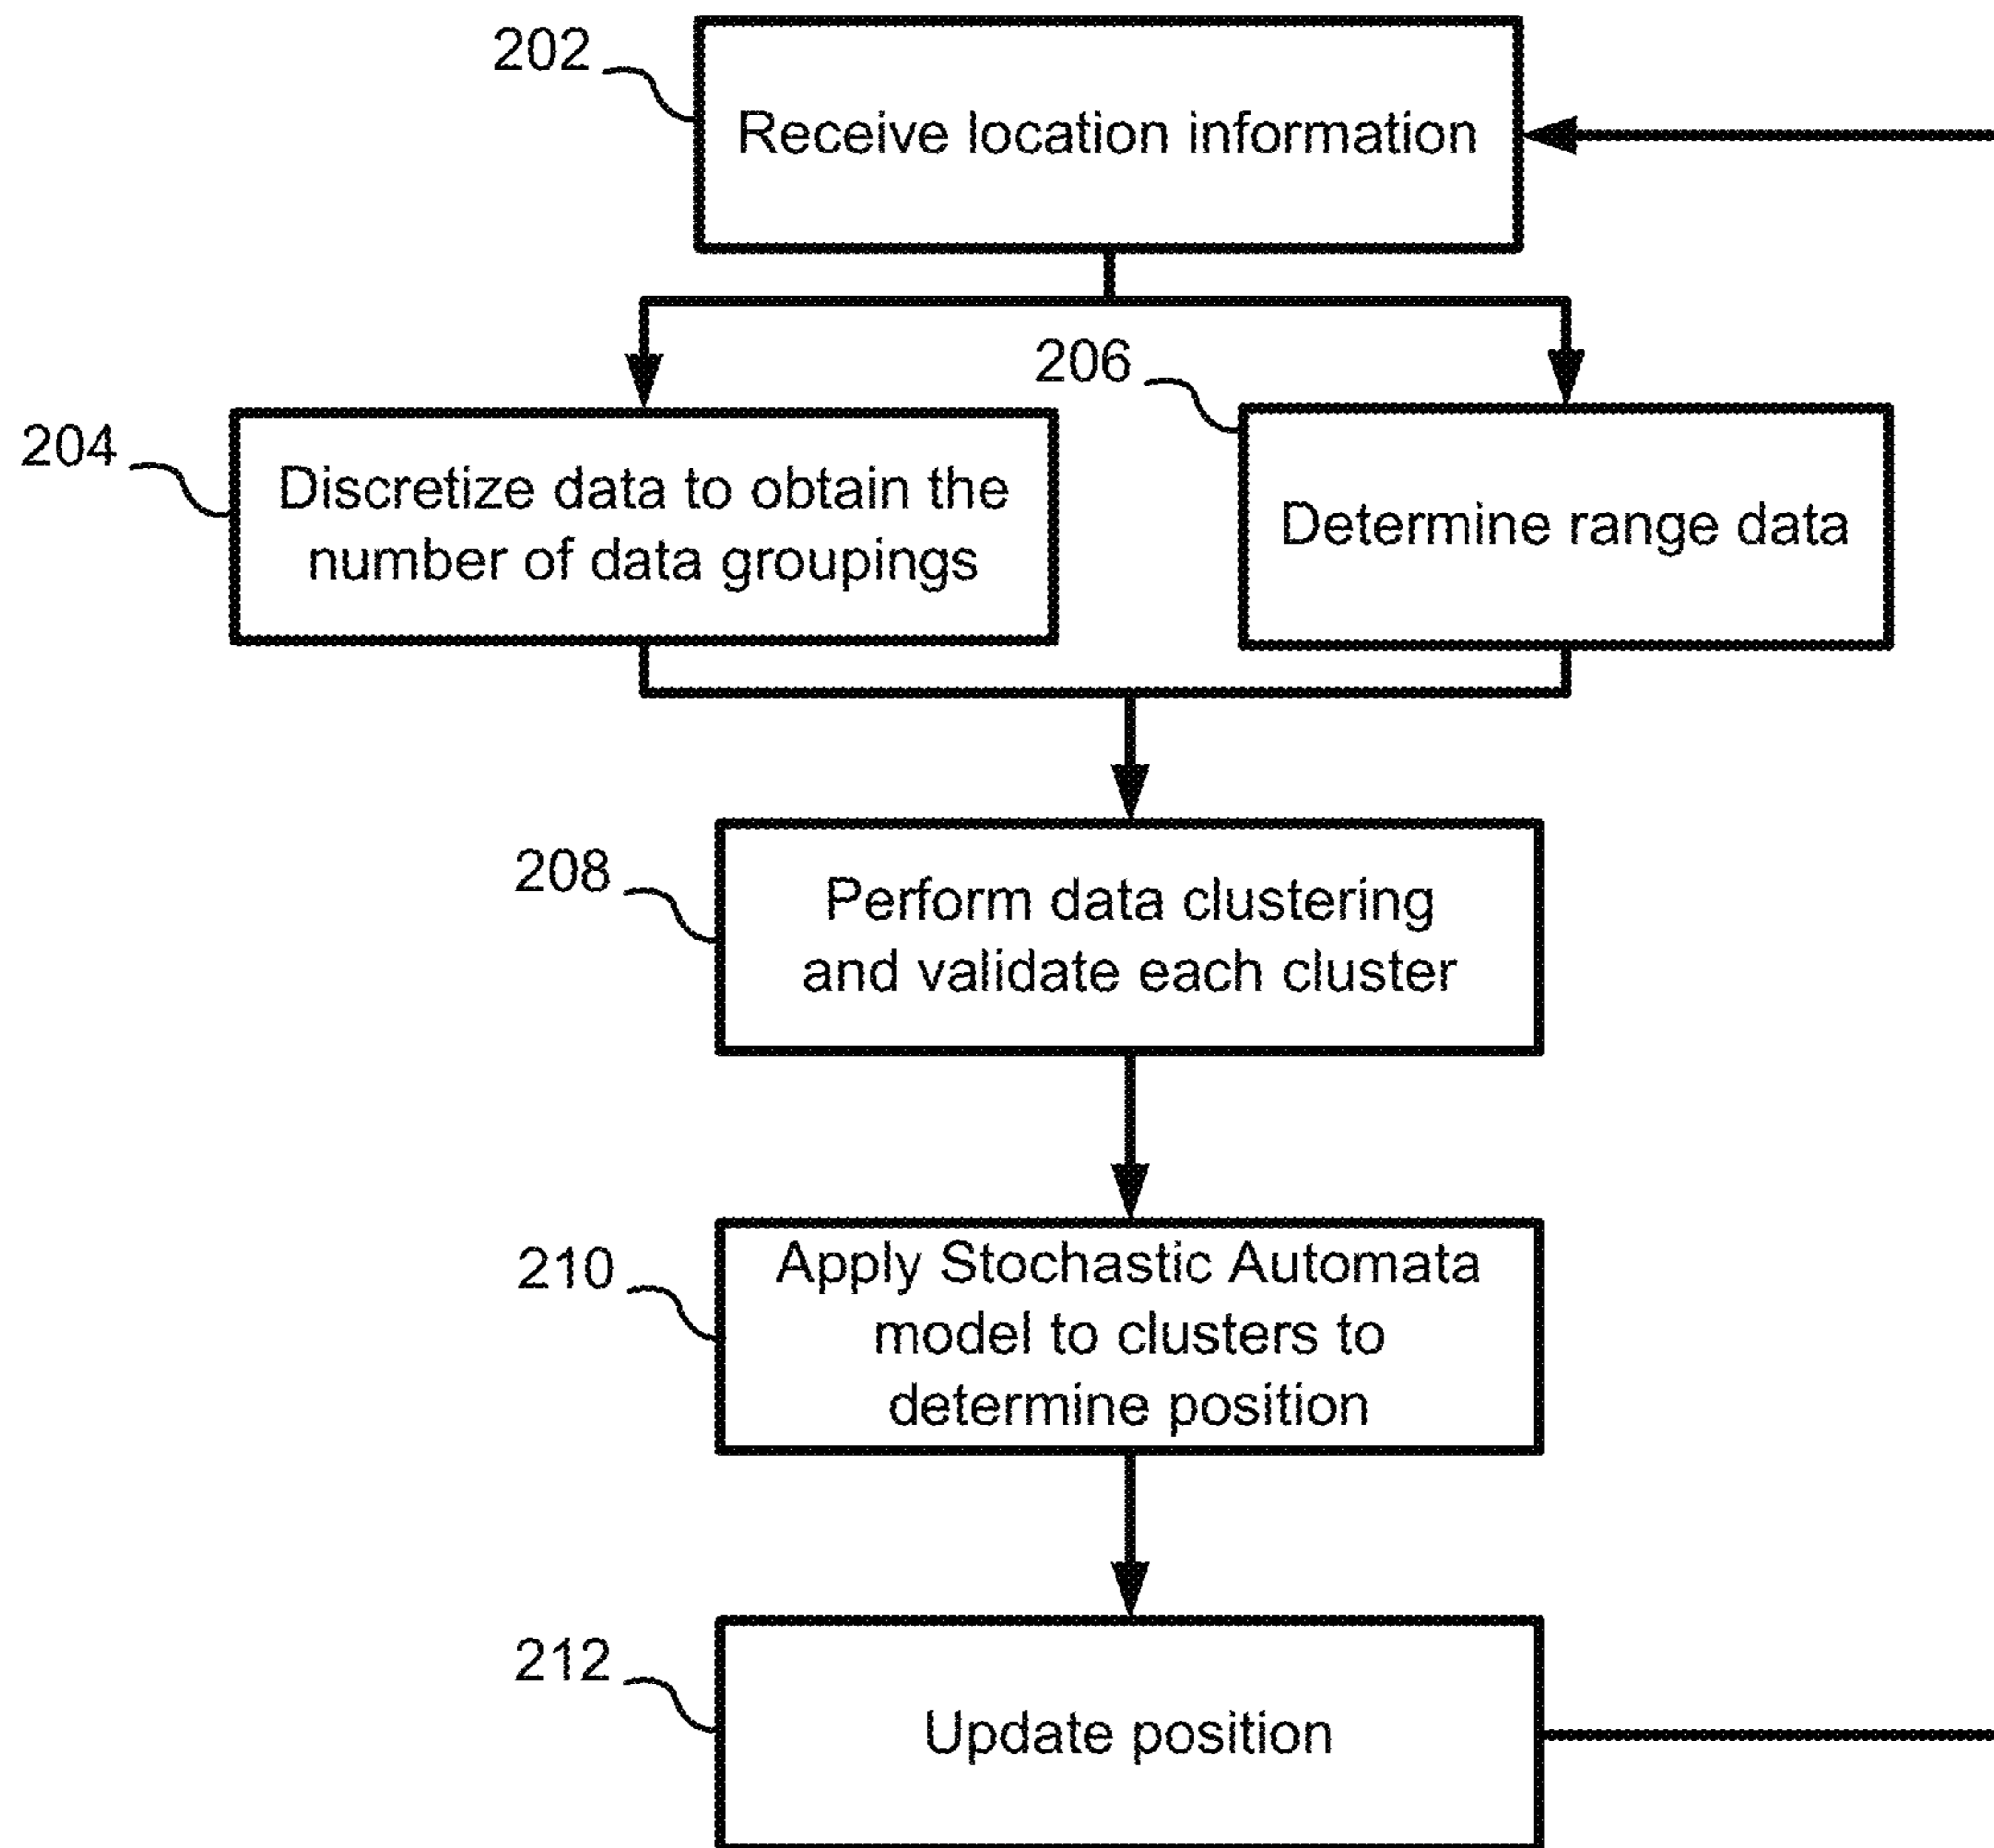 202
Receive location information
206
204
Discretize data to obtain the
number of data groupings
Determine range data
208
Perform data clustering
and validate each cluster
210
Apply Stochastic Automata
model to clusters to
determine position
212
Update position